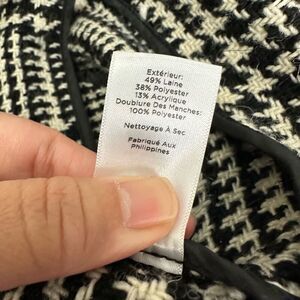 Extérieur:
49% Laine
38% Polyester
13% Acrylique
Doublure Des Manches:
100% Polyester
Nettoyage À Sec
Fabriqué Aux
Philippines